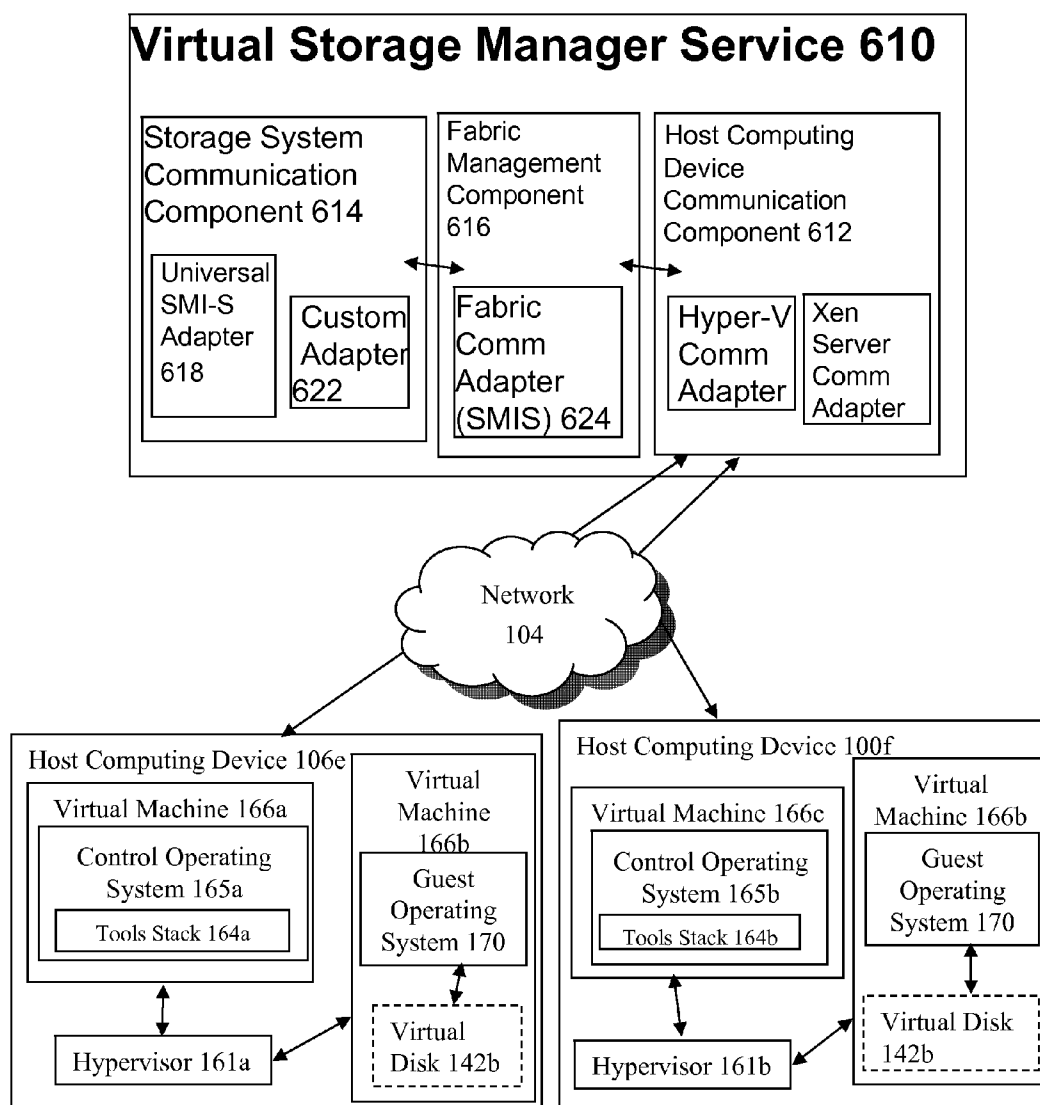 Virtual Storage Manager Service 610
Storage System
Communication
Component 614
Universal
SMI-S
Adapter
618
Custom
Adapter
622
Fabric
Management
Component
616
Fabric
Comm
Adapter
(SMIS) 624
Host Computing
Device
Communication
Component 612
Hyper-V
Comm
Adapter
Xen
Server
Comm
Adapter
Network
104
Host Computing Device 106e
Virtual Machine 166a
Control Operating
System 165a
Tools Stack 164a
Hypervisor 161a
Virtual
Machine
166b
Guest
Operating
System 170
Virtual
Disk 142b
Host Computing Device 100f
Virtual Machine 166c
Control Operating
System 165b
Tools Stack 164b
Hypervisor 161b
Virtual
Machine 166b
Guest
Operating
System 170
Virtual Disk
142b